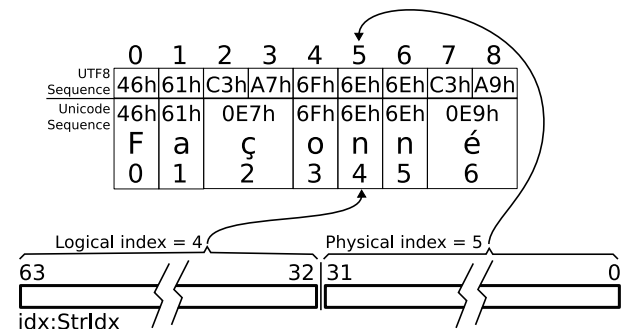 0 1 2 3 4 5 6 7 8
UTF8 Sequence 46h 61h C3h A7h 6Fh 6Eh 6Eh C3h A9h
Unicode Sequence 46h 61h 0E7h 6Fh 6Eh 6Eh 0E9h
F a ç o n n é
0 1 2 3 4 5 6
Logical index = 4 Physical index = 5
63 32 31 0
idx:StrIdx